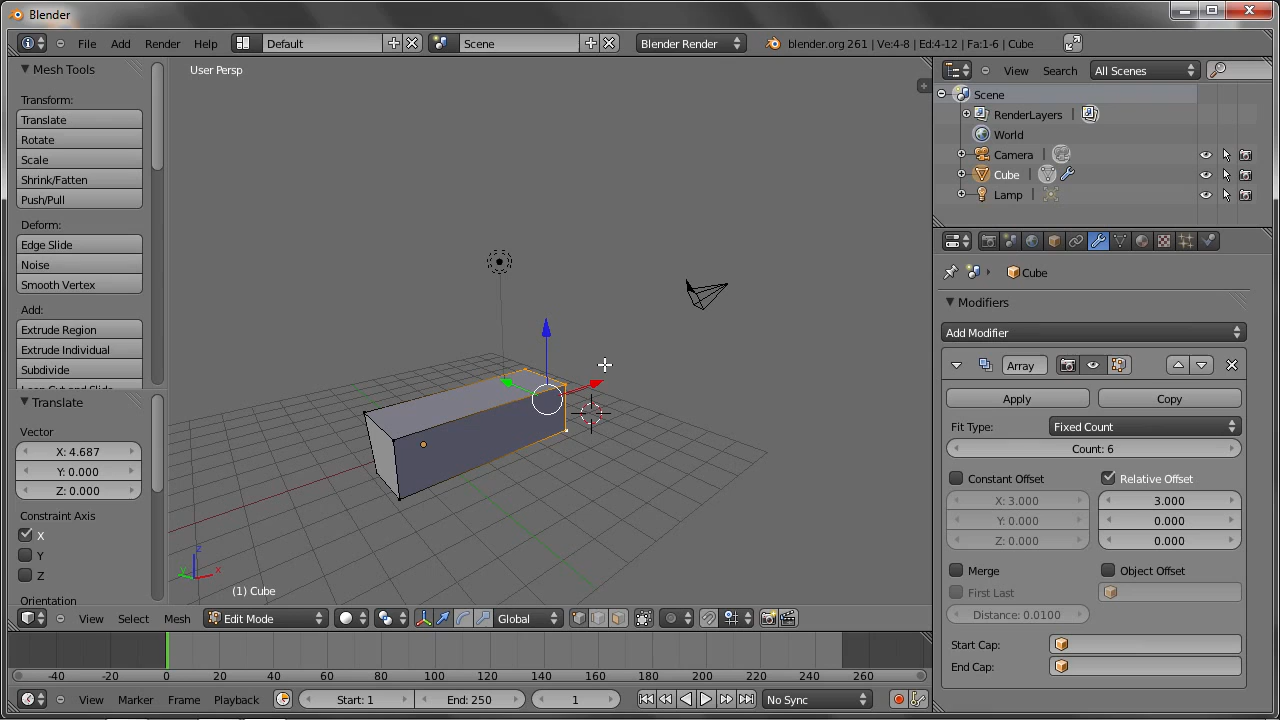 Blender
File Add Render Help Default Scene Blender Render blender.org 261 | Ve:4-8 | Ed:4-12 | Fa:1-6 | Cube
Mesh Tools
Transform:
Translate
Rotate
Scale
Shrink/Fatten
Push/Pull
Deform:
Edge Slide
Noise
Smooth Vertex
Add:
Extrude Region
Extrude Individual
Subdivide
Loop Cut and Slide
Translate
Vector
X: 4.687
Y: 0.000
Z: 0.000
Constraint Axis
X
Y
Z
Orientation
User Persp
z
y
x
(1) Cube
View Select Mesh Edit Mode Global
-40 -20 0 20 40 60 80 100 120 140 160 180 200 220 240 260
View Marker Frame Playback Start: 1 End: 250 1 No Sync
View Search All Scenes
Scene
RenderLayers |
World
Camera |
Cube |
Lamp |
Cube
Modifiers
Add Modifier
Array
Apply Copy
Fit Type: Fixed Count
Count: 6
Constant Offset Relative Offset
X: 3.000 3.000
Y: 0.000 0.000
Z: 0.000 0.000
Merge Object Offset
First Last
Distance: 0.0100
Start Cap:
End Cap: